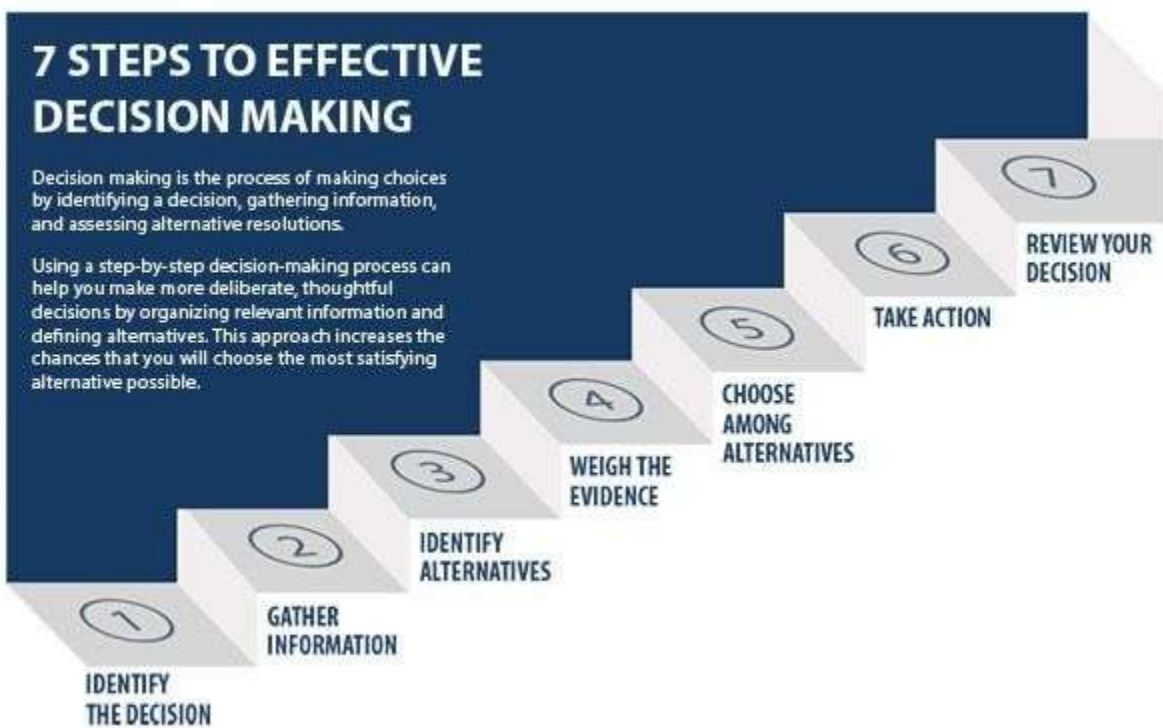 7 STEPS TO EFFECTIVE
DECISION MAKING
Decision making is the process of making choices
by identifying a decision, gathering information,
and assessing alternative resolutions.
Using a step-by-step decision-making process can
help you make more deliberate, thoughtful
decisions by organizing relevant information and
defining alternatives. This approach increases the
chances that you will choose the most satisfying
alternative possible.
1
IDENTIFY
THE DECISION
2
GATHER
INFORMATION
3
IDENTIFY
ALTERNATIVES
4
WEIGH THE
EVIDENCE
5
CHOOSE
AMONG
ALTERNATIVES
6
TAKE ACTION
7
REVIEW YOUR
DECISION